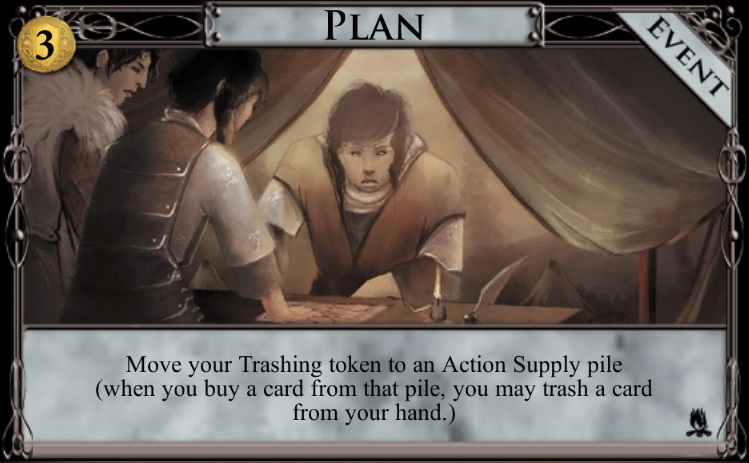 3
PLAN
EVENT
Move your Trashing token to an Action Supply pile
(when you buy a card from that pile, you may trash a card
from your hand.)